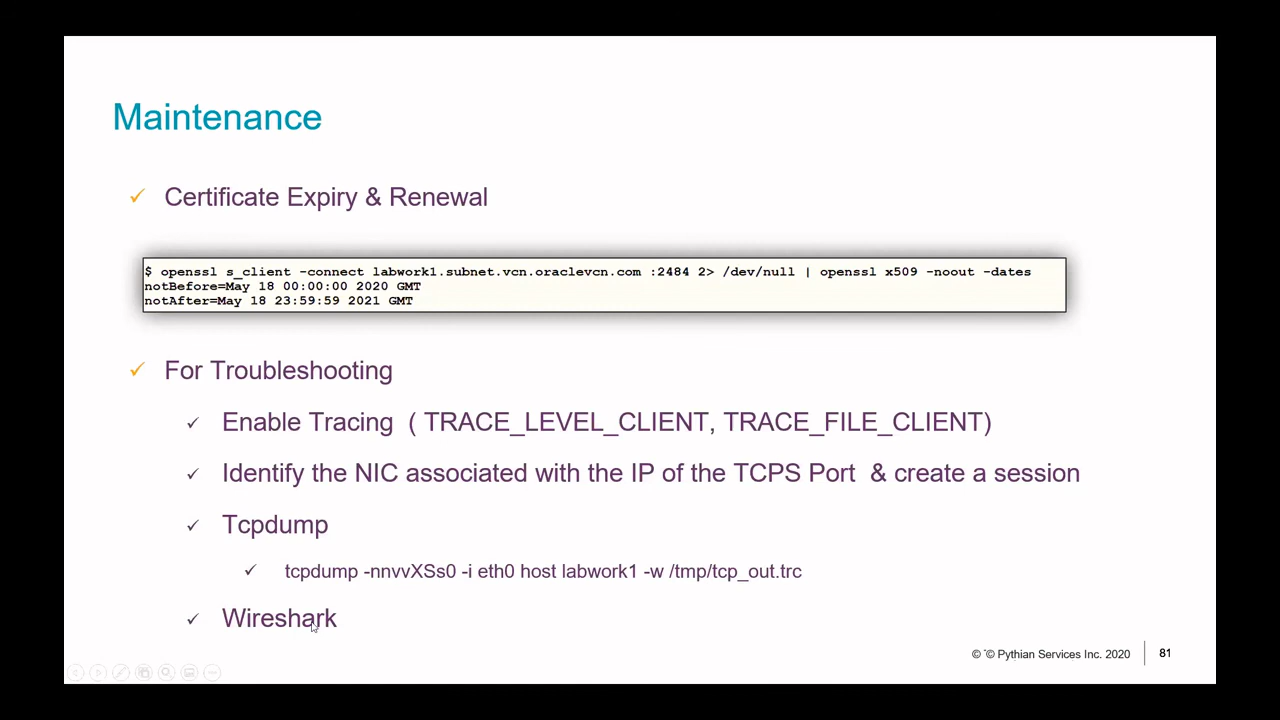 Maintenance
Certificate Expiry & Renewal
$ openssl s_client -connect labwork1.subnet.vcn.oraclevcn.com :2484 2> /dev/null | openssl x509 -noout -dates
notBefore=May 18 00:00:00 2020 GMT
notAfter=May 18 23:59:59 2021 GMT
For Troubleshooting
Enable Tracing ( TRACE_LEVEL_CLIENT, TRACE_FILE_CLIENT)
Identify the NIC associated with the IP of the TCPS Port & create a session
Tcpdump
tcpdump -nnvvXSs0 -i eth0 host labwork1 -w /tmp/tcp_out.trc
Wireshark
© ¨© Pythian Services Inc. 2020 81